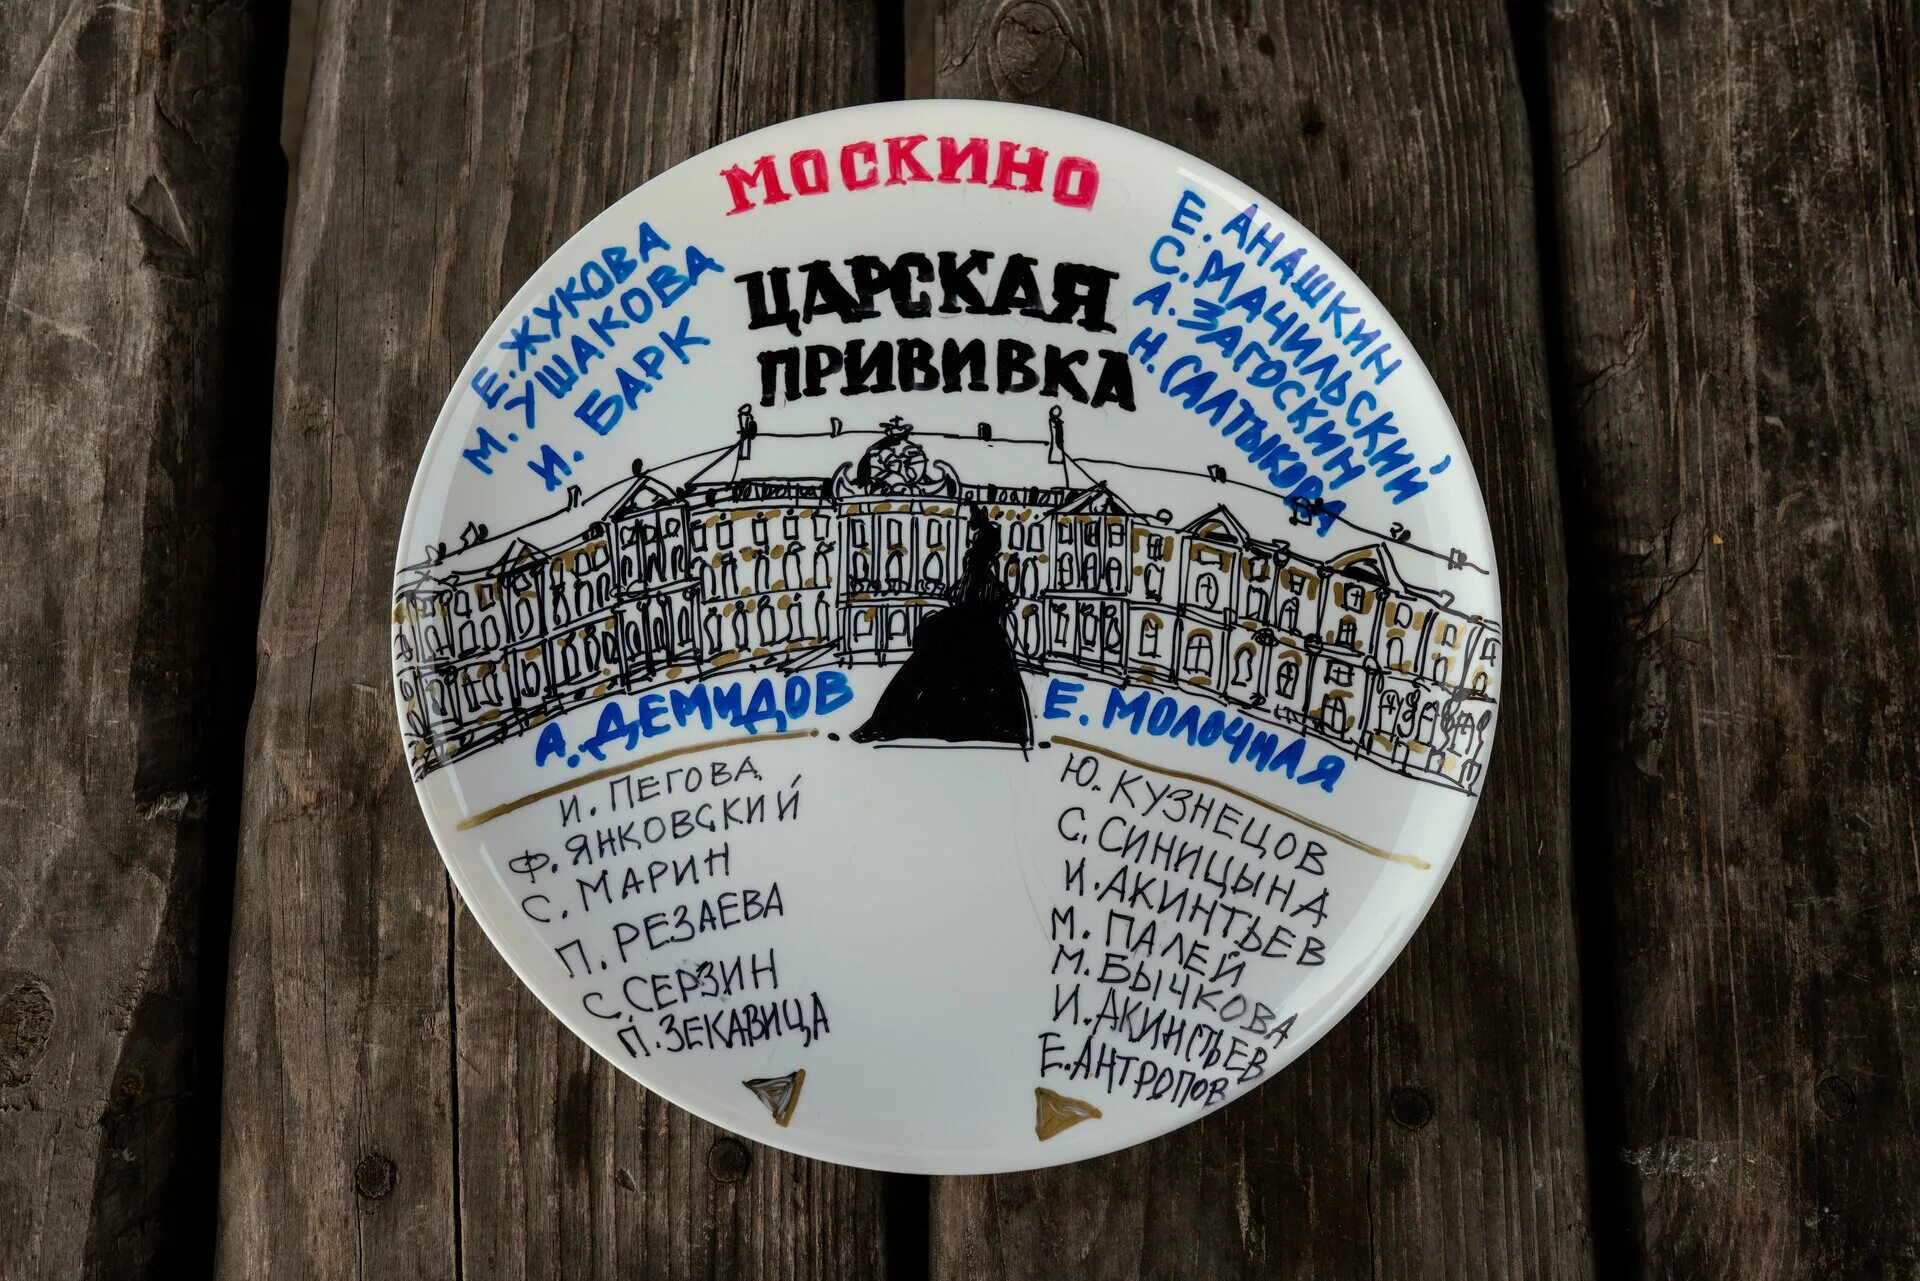 МОСКИНО
ЦАРСКАЯ
ПРИВИВКА
Е. ЖУКОВА
М. УШАКОВА
И. БАРК
Е. АНАШКИН
С. МАЧИЛЬСКИЙ
А. ЗАГОСКИН
Н. САЛТЫКОВА
А. ДЕМИДОВ
Е. МОЛОЧНАЯ
И. ПЕГОВА
Ф. ЯНКОВСКИЙ
С. МАРИН
П. РЕЗАЕВА
С. СЕРЗИН
П. ЗЕКАВИЦА
Ю. КУЗНЕЦОВ
С. СИНИЦЫНА
И. АКИНТЬЕВ
М. ПАЛЕЙ
М. БЫЧКОВА
И. АКИНТЬЕВ
Е. АНТРОПОВ